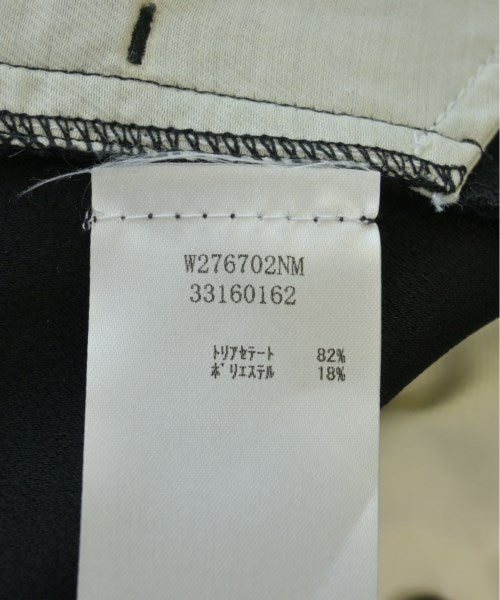 W276702NM
33160162
ﾄﾘｱｾﾃｰﾄ 82%
ﾎﾟﾘｴｽﾃﾙ 18%